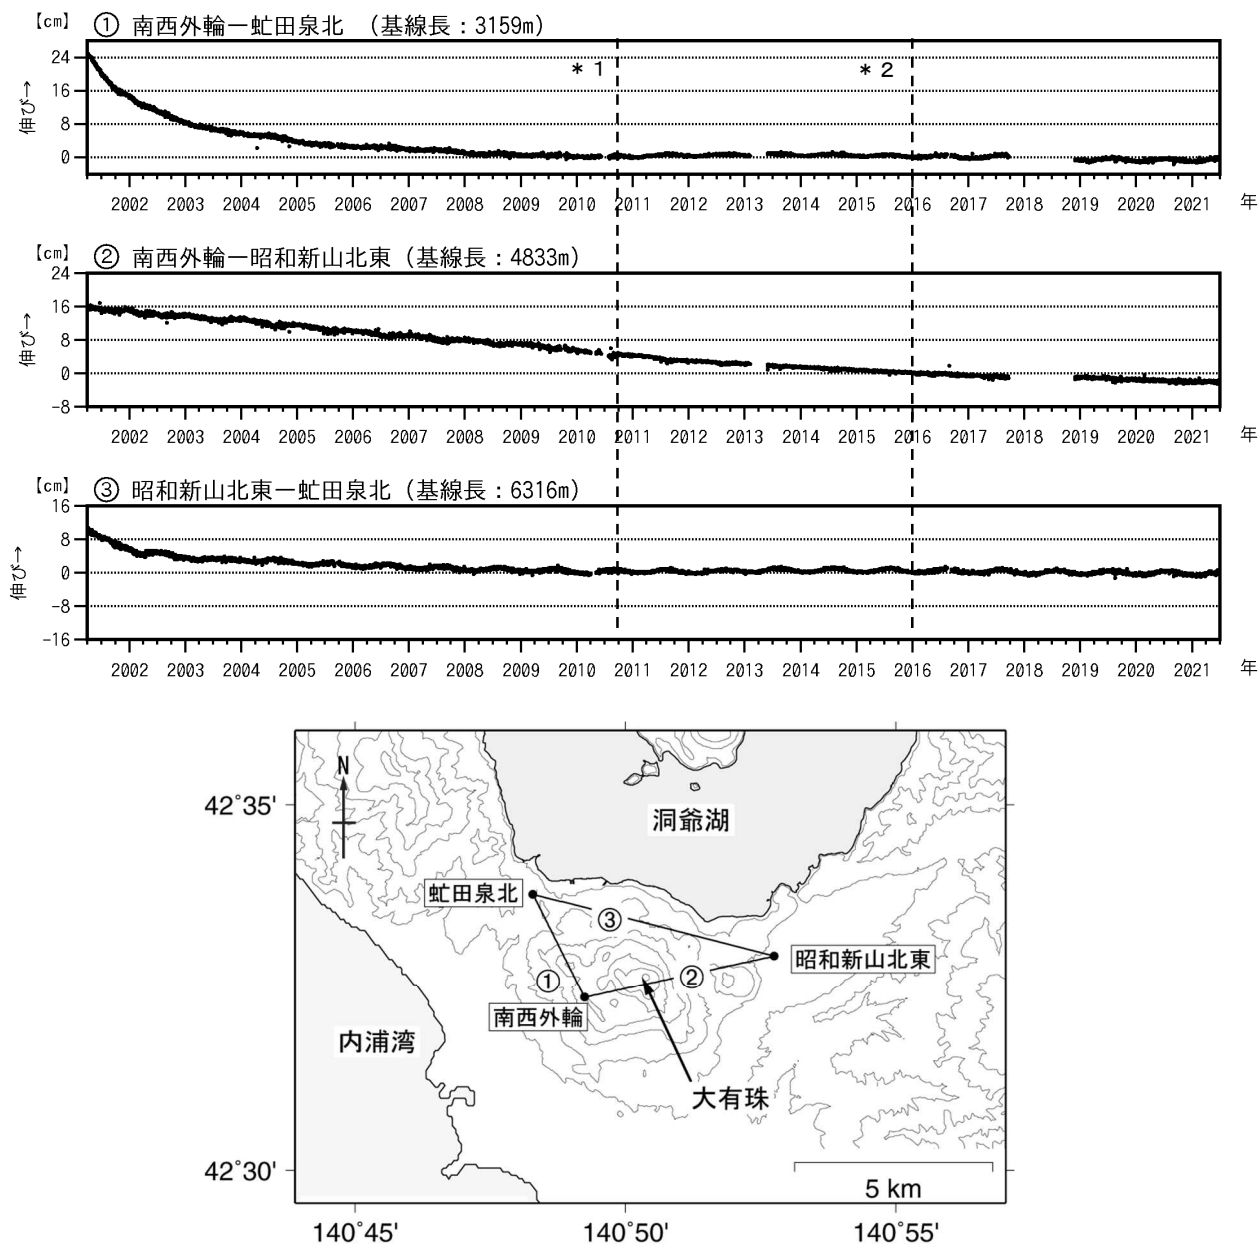 [cm] ① 南西外輪－虻田泉北 （基線長：3159m）
24
16
8
0
伸び→
＊１
＊２
2002 2003 2004 2005 2006 2007 2008 2009 2010 2011 2012 2013 2014 2015 2016 2017 2018 2019 2020 2021 年
[cm] ② 南西外輪－昭和新山北東（基線長：4833m）
24
16
8
0
-8
伸び→
2002 2003 2004 2005 2006 2007 2008 2009 2010 2011 2012 2013 2014 2015 2016 2017 2018 2019 2020 2021 年
[cm] ③ 昭和新山北東－虻田泉北（基線長：6316m）
16
8
0
-8
-16
伸び→
2002 2003 2004 2005 2006 2007 2008 2009 2010 2011 2012 2013 2014 2015 2016 2017 2018 2019 2020 2021 年
N
42˚35'
洞爺湖
虻田泉北
③
昭和新山北東
①
②
南西外輪
内浦湾
大有珠
42˚30'
5 km
140˚45' 140˚50' 140˚55'